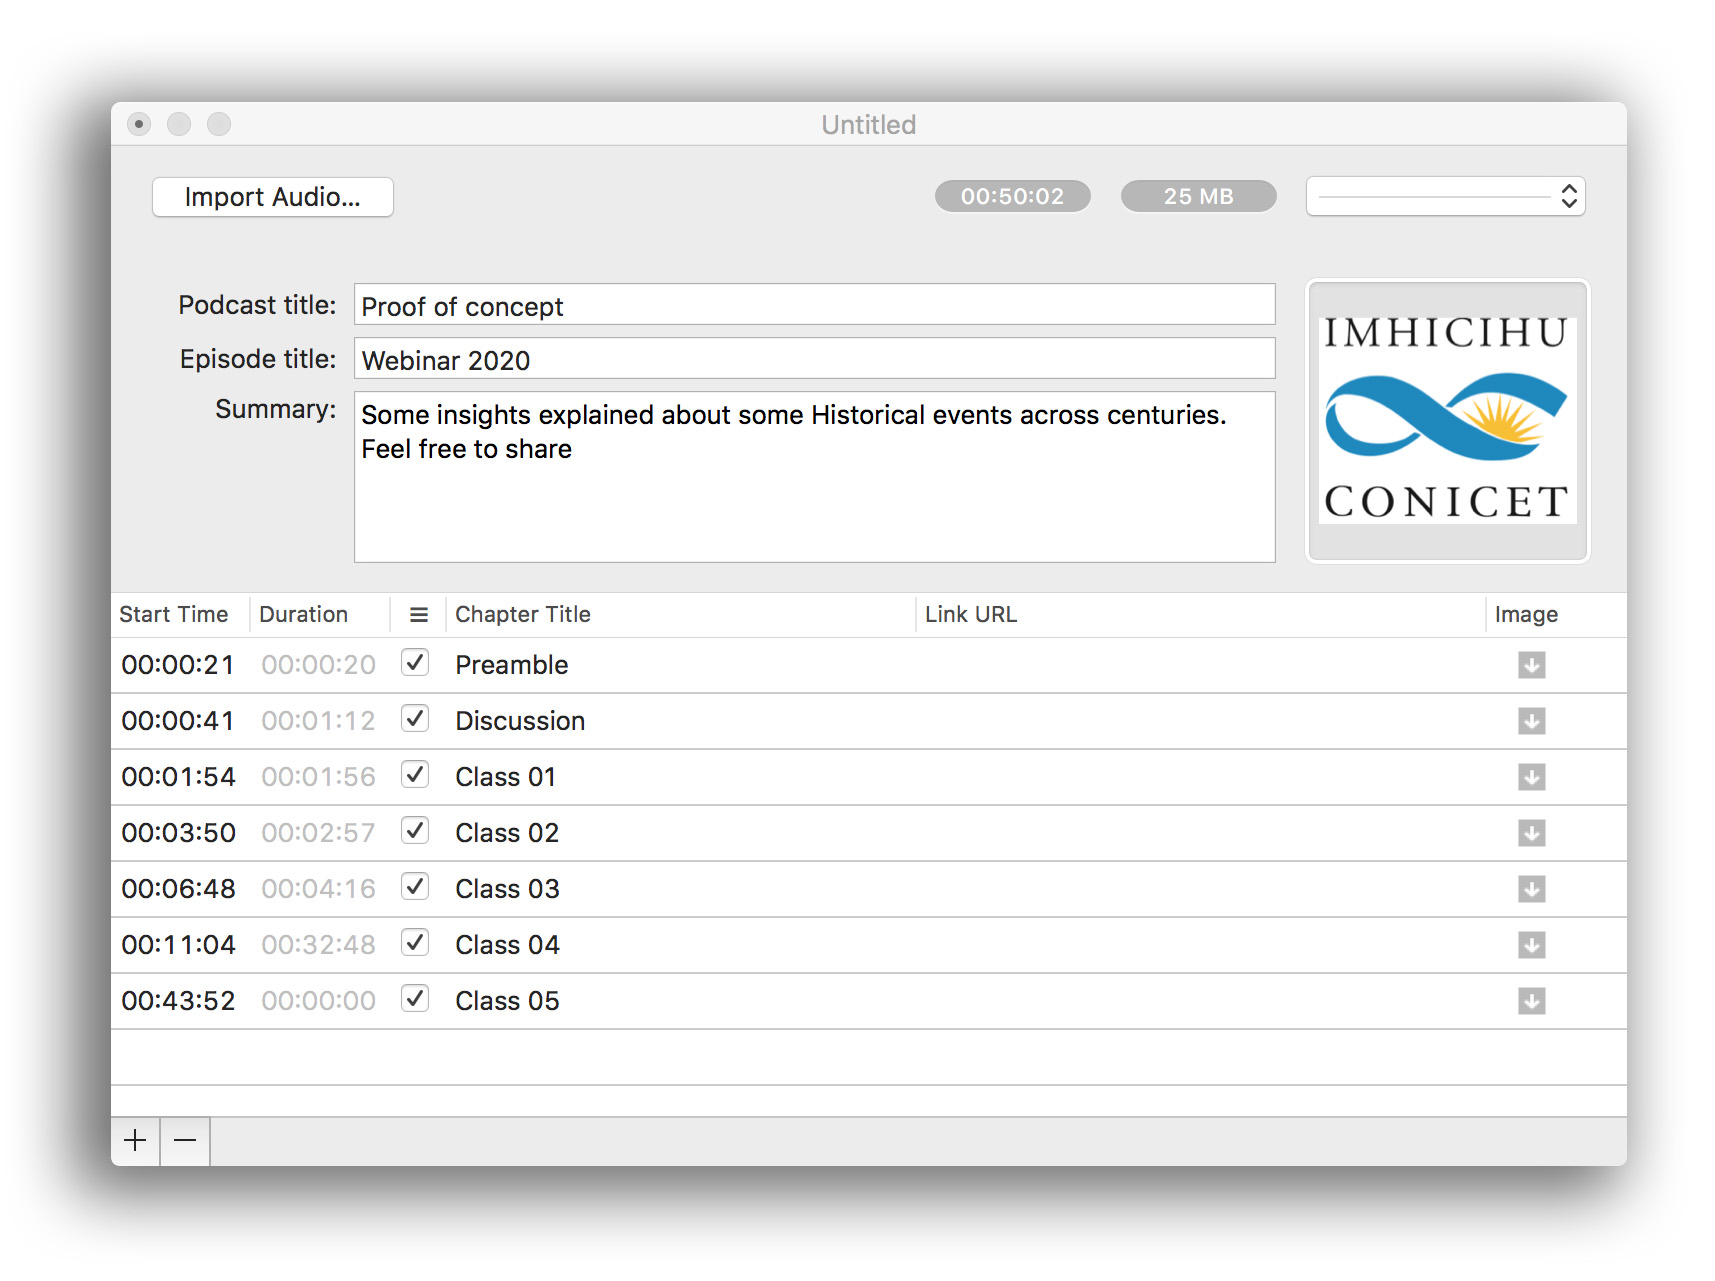 Untitled
Import Audio...
00:50:02
25 MB
Podcast title:
Proof of concept
Episode title:
Webinar 2020
Summary:
Some insights explained about some Historical events across centuries.
Feel free to share
IMHICIHU
CONICET
Start Time Duration Chapter Title Link URL Image
00:00:21 00:00:20 Preamble
00:00:41 00:01:12 Discussion
00:01:54 00:01:56 Class 01
00:03:50 00:02:57 Class 02
00:06:48 00:04:16 Class 03
00:11:04 00:32:48 Class 04
00:43:52 00:00:00 Class 05